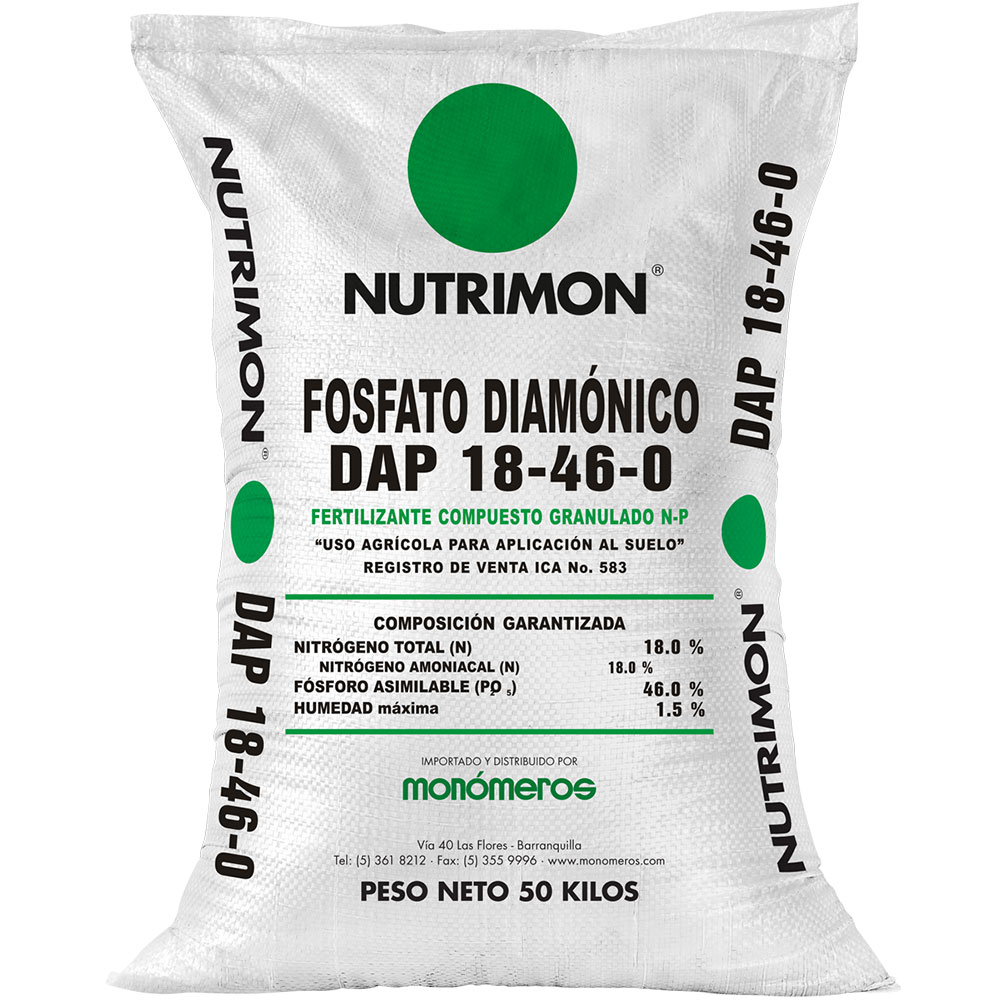 NUTRIMON®
FOSFATO DIAMÓNICO
DAP 18-46-0
FERTILIZANTE COMPUESTO GRANULADO N-P
“USO AGRÍCOLA PARA APLICACIÓN AL SUELO”
REGISTRO DE VENTA ICA No. 583
COMPOSICIÓN GARANTIZADA
NITRÓGENO TOTAL (N) 18.0 %
NITRÓGENO AMONIACAL (N) 18.0 %
FÓSFORO ASIMILABLE (P₂O₅) 46.0 %
HUMEDAD máxima 1.5 %
IMPORTADO Y DISTRIBUIDO POR
monómeros
Vía 40 Las Flores - Barranquilla
Tel: (5) 361 8212 · Fax: (5) 355 9996 · www.monomeros.com
PESO NETO 50 KILOS
NUTRIMON® DAP 18-46-0
NUTRIMON® DAP 18-46-0